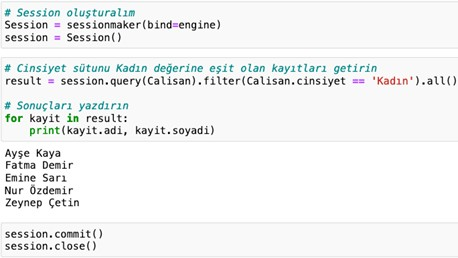 # Session oluşturalım
Session = sessionmaker(bind=engine)
session = Session()
# Cinsiyet sütunu Kadın değerine eşit olan kayıtları getirin
result = session.query(Calisan).filter(Calisan.cinsiyet == 'Kadın').all()
# Sonuçları yazdırın
for kayit in result:
    print(kayit.adi, kayit.soyadi)
Ayşe Kaya
Fatma Demir
Emine Sarı
Nur Özdemir
Zeynep Çetin
session.commit()
session.close()